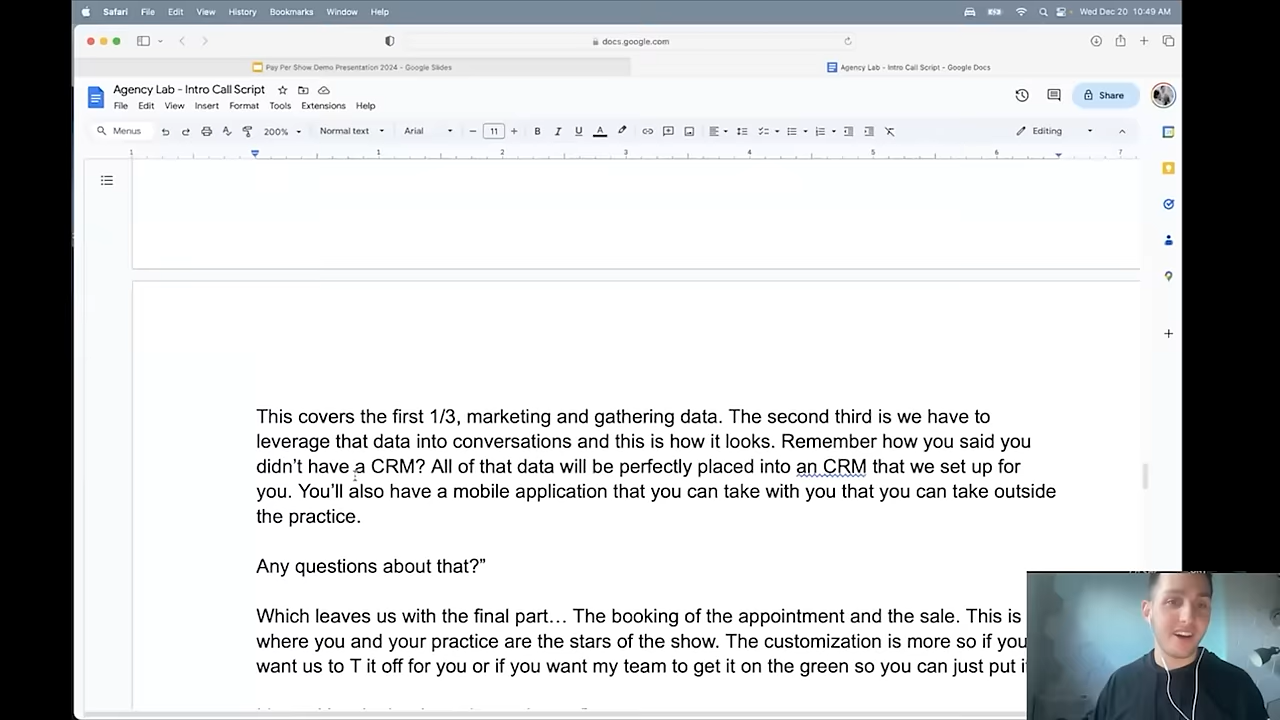 Safari File Edit View History Bookmarks Window Help Wed Dec 20 10:49 AM
docs.google.com
Pay Per Show Demo Presentation 2024 - Google Slides Agency Lab - Intro Call Script - Google Docs
Agency Lab - Intro Call Script
File Edit View Insert Format Tools Extensions Help
Share
Menus 200% Normal text Arial 11 Editing
1 1 2 3 4 5 6 7
This covers the first 1/3, marketing and gathering data. The second third is we have to
leverage that data into conversations and this is how it looks. Remember how you said you
didn’t have a CRM? All of that data will be perfectly placed into an CRM that we set up for
you. You’ll also have a mobile application that you can take with you that you can take outside
the practice.
Any questions about that?”
Which leaves us with the final part… The booking of the appointment and the sale. This is
where you and your practice are the stars of the show. The customization is more so if you
want us to T it off for you or if you want my team to get it on the green so you can just put